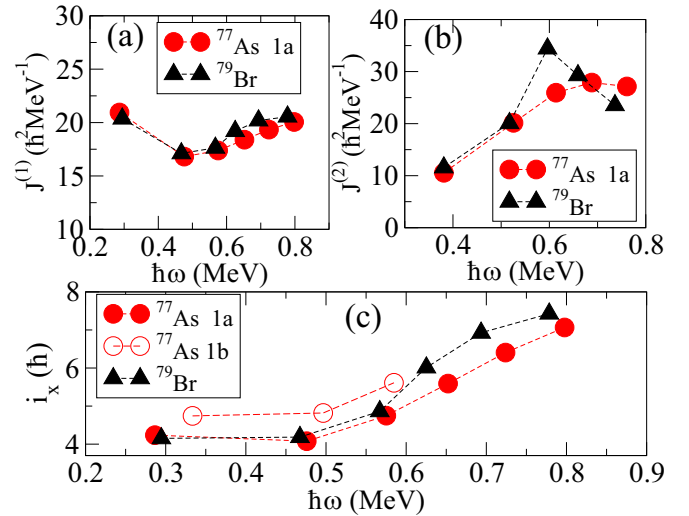 (a)
⁷⁷As 1a
⁷⁹Br
J⁽¹⁾ (ħ²MeV⁻¹)
30
25
20
15
10
0.2 0.4 0.6 0.8
ħω (MeV)
(b)
⁷⁷As 1a
⁷⁹Br
J⁽²⁾ (ħ²MeV⁻¹)
40
30
20
10
0
0.4 0.6 0.8
ħω (MeV)
(c)
⁷⁷As 1a
⁷⁷As 1b
⁷⁹Br
i_x (ħ)
8
6
4
0.2 0.3 0.4 0.5 0.6 0.7 0.8 0.9
ħω (MeV)